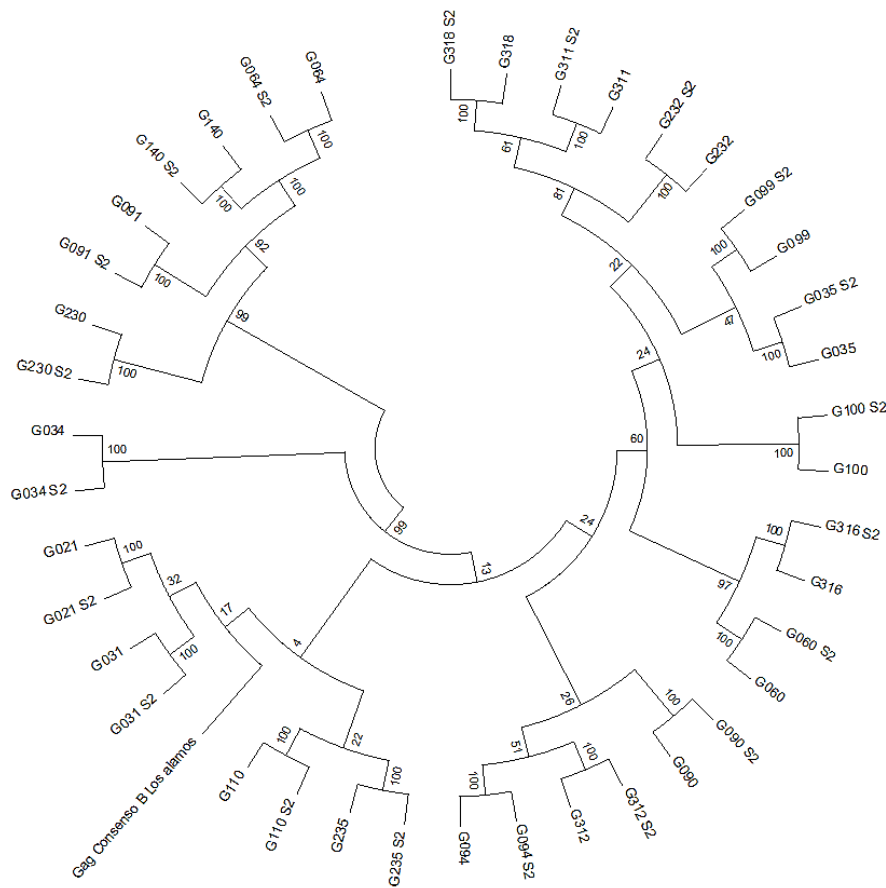 G318 S2
G318
G311 S2
G311
G232 S2
G232
G099 S2
G099
G035 S2
G035
G100 S2
G100
G316 S2
G316
G060 S2
G060
G090 S2
G090
G312 S2
G312
G094 S2
G094
G235 S2
G235
G110 S2
G110
Gag Consenso B Los alamos
G031 S2
G031
G021 S2
G021
G034 S2
G034
G230 S2
G230
G091 S2
G091
G140 S2
G140
G064 S2
G064
100
100
61
81
100
22
100
47
100
24
100
60
100
97
100
24
100
26
100
51
100
13
99
100
22
100
4
17
32
100
100
100
99
100
92
100
100
100
100